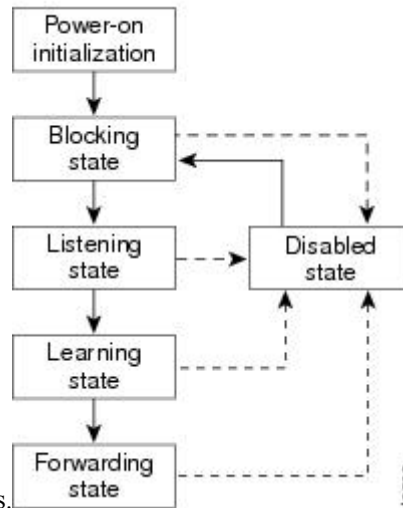 Power-on
initialization
Blocking
state
Listening
state
Disabled
state
Learning
state
Forwarding
state
s.